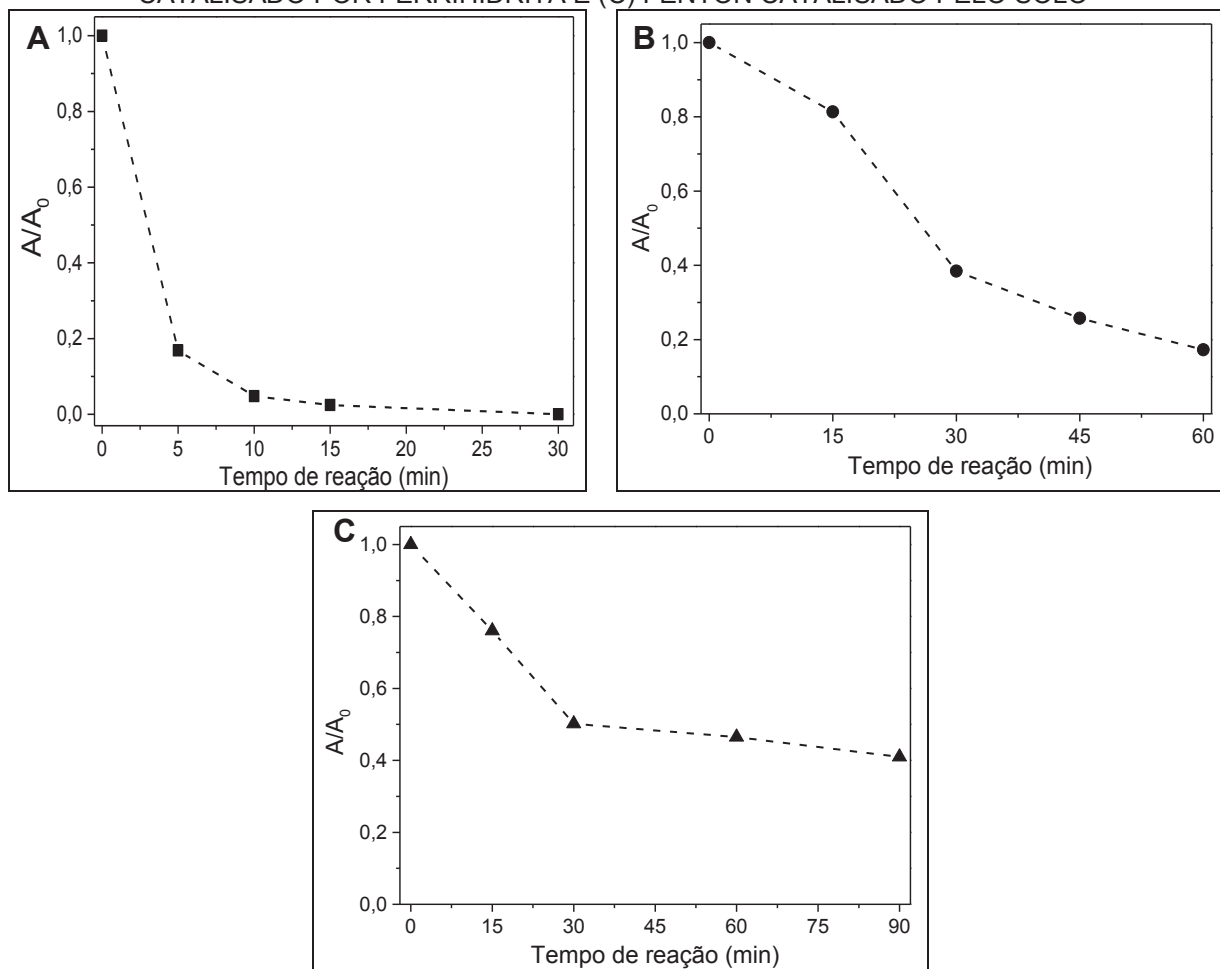 CATALISADO POR FERRIHIDRITA E (C) FENTON CATALISADO PELO SOLO
A
1,0
0,8
0,6
0,4
0,2
0,0
A/A₀
0 5 10 15 20 25 30
Tempo de reação (min)
B
1,0
0,8
0,6
0,4
0,2
0,0
A/A₀
0 15 30 45 60
Tempo de reação (min)
C
1,0
0,8
0,6
0,4
0,2
0,0
A/A₀
0 15 30 45 60 75 90
Tempo de reação (min)